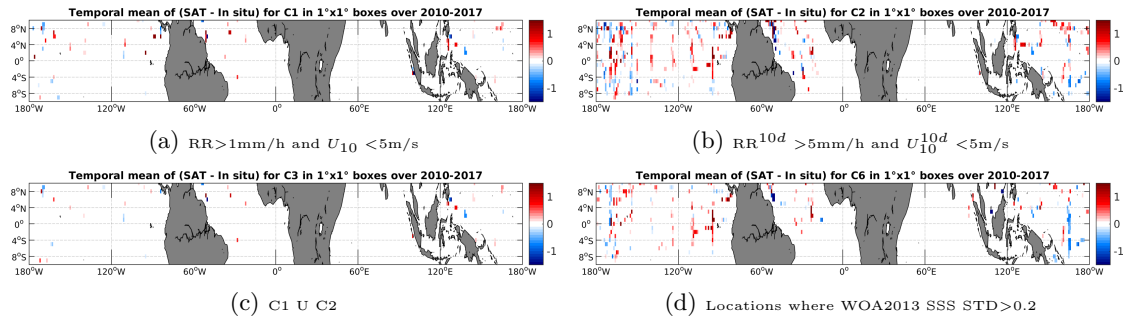 Temporal mean of (SAT - In situ) for C1 in 1°x1° boxes over 2010-2017
8°N
4°N
0°
4°S
8°S
180°W 120°W 60°W 0° 60°E 120°E 180°W
1
0
-1
(a) RR>1mm/h and U10 <5m/s
Temporal mean of (SAT - In situ) for C2 in 1°x1° boxes over 2010-2017
8°N
4°N
0°
4°S
8°S
180°W 120°W 60°W 0° 60°E 120°E 180°W
1
0
-1
(b) RR10d >5mm/h and U10 10d <5m/s
Temporal mean of (SAT - In situ) for C3 in 1°x1° boxes over 2010-2017
8°N
4°N
0°
4°S
8°S
180°W 120°W 60°W 0° 60°E 120°E 180°W
1
0
-1
(c) C1 U C2
Temporal mean of (SAT - In situ) for C6 in 1°x1° boxes over 2010-2017
8°N
4°N
0°
4°S
8°S
180°W 120°W 60°W 0° 60°E 120°E 180°W
1
0
-1
(d) Locations where WOA2013 SSS STD>0.2